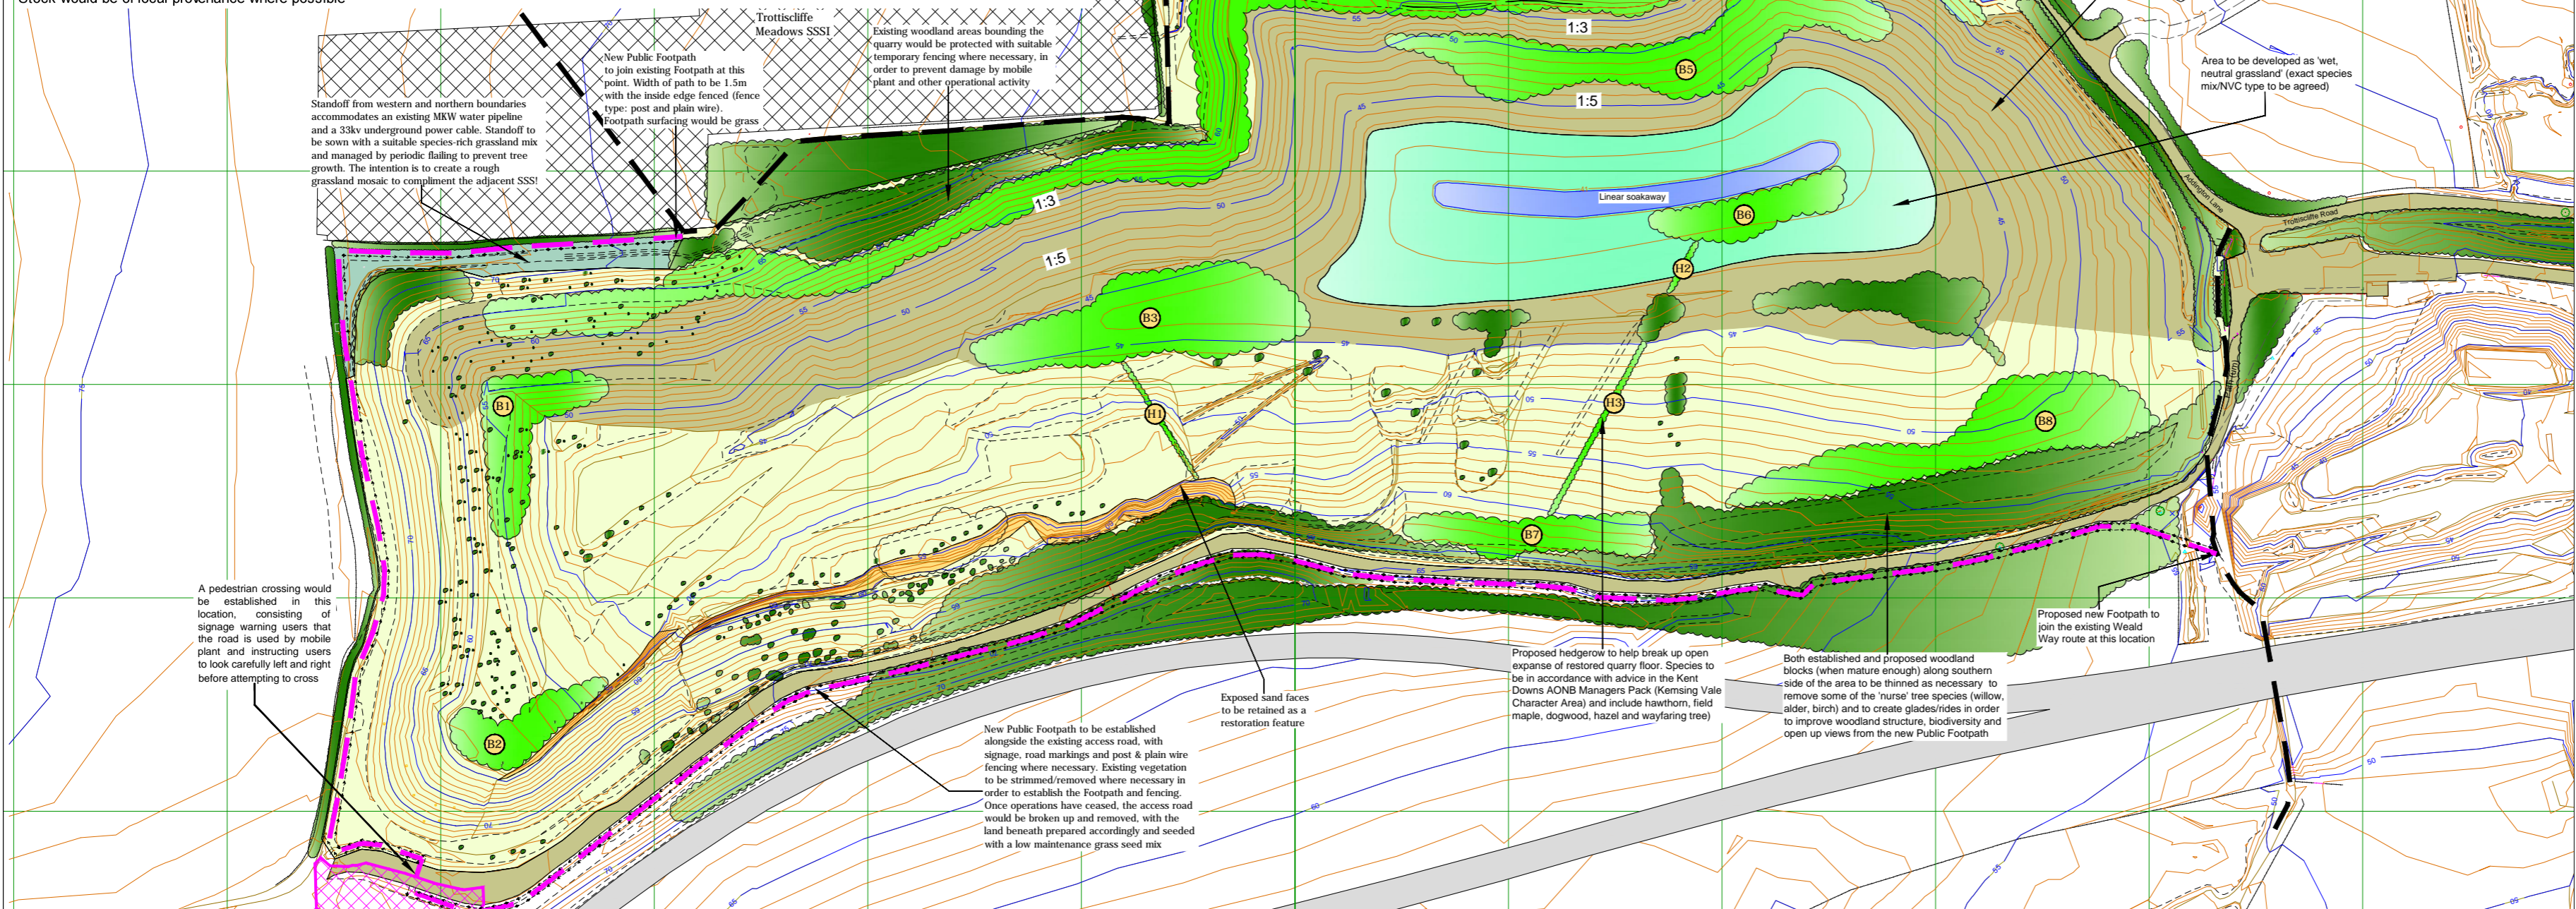 Stock would be of local provenance where possible
Trottiscliffe
Meadows SSSI
New Public Footpath
to join existing Footpath at this
point. Width of path to be 1.5m
with the inside edge fenced (fence
type: post and plain wire).
Footpath surfacing would be grass
Existing woodland areas bounding the
quarry would be protected with suitable
temporary fencing where necessary, in
order to prevent damage by mobile
plant and other operational activity
Standoff from western and northern boundaries
accommodates an existing MKW water pipeline
and a 33kv underground power cable. Standoff to
be sown with a suitable species-rich grassland mix
and managed by periodic flailing to prevent tree
growth. The intention is to create a rough
grassland mosaic to compliment the adjacent SSS!
Area to be developed as 'wet,
neutral grassland' (exact species
mix/NVC type to be agreed)
1:3
B5
1:5
Linear soakaway
B6
H2
Addington Lane
Trottiscliffe Road
1:3
1:5
B3
B1
H1
H3
B8
B7
B2
A pedestrian crossing would
be established in this
location, consisting of
signage warning users that
the road is used by mobile
plant and instructing users
to look carefully left and right
before attempting to cross
New Public Footpath to be established
alongside the existing access road, with
signage, road markings and post & plain wire
fencing where necessary. Existing vegetation
to be strimmed/removed where necessary in
order to establish the Footpath and fencing.
Once operations have ceased, the access road
would be broken up and removed, with the
land beneath prepared accordingly and seeded
with a low maintenance grass seed mix
Exposed sand faces
to be retained as a
restoration feature
Proposed hedgerow to help break up open
expanse of restored quarry floor. Species to
be in accordance with advice in the Kent
Downs AONB Managers Pack (Kemsing Vale
Character Area) and include hawthorn, field
maple, dogwood, hazel and wayfaring tree)
Both established and proposed woodland
blocks (when mature enough) along southern
side of the area to be thinned as necessary to
remove some of the 'nurse' tree species (willow,
alder, birch) and to create glades/rides in order
to improve woodland structure, biodiversity and
open up views from the new Public Footpath
Proposed new Footpath to
join the existing Weald
Way route at this location